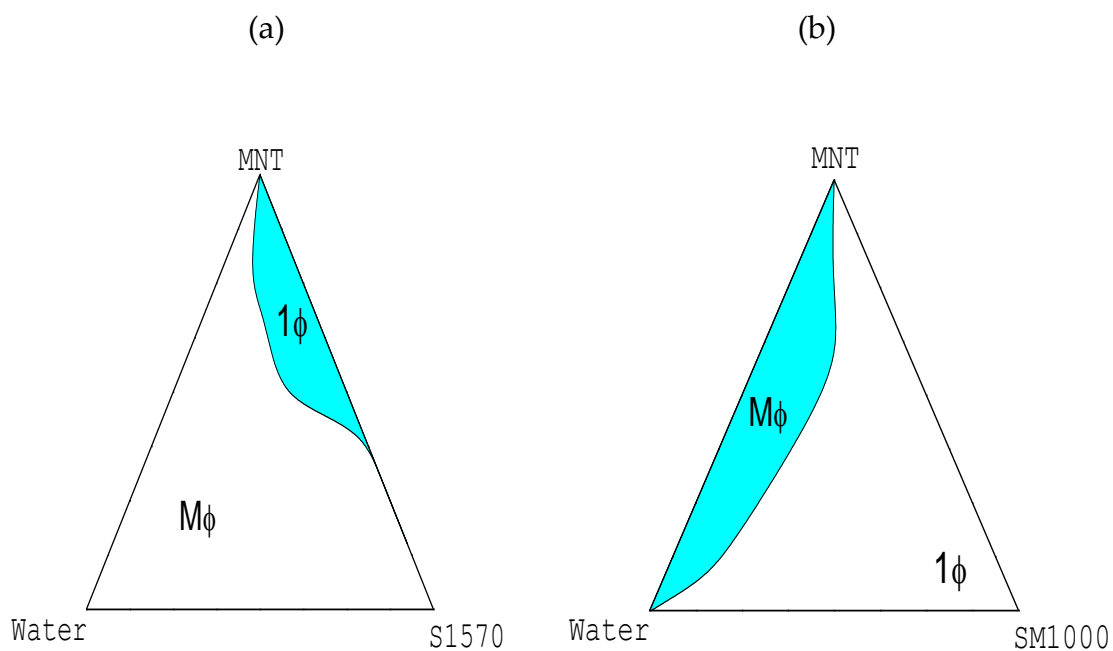 (a)
(b)
MNT
MNT
1ϕ
Mϕ
Mϕ
1ϕ
Water
S1570
Water
SM1000